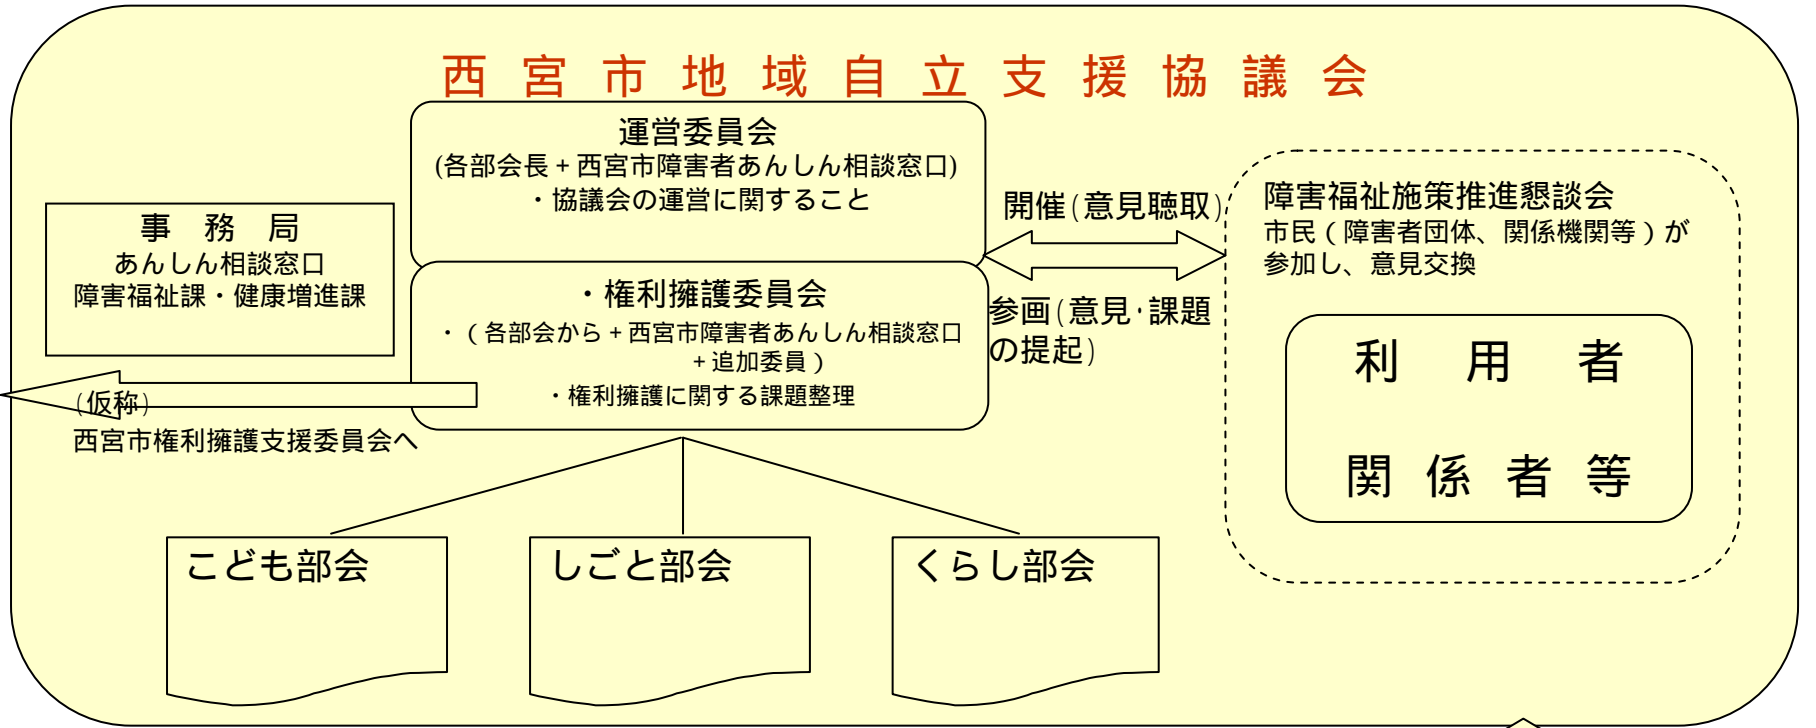 西宮市地域自立支援協議会
運営委員会
(各部会長+西宮市障害者あんしん相談窓口)
・協議会の運営に関すること
事 務 局
あんしん相談窓口
障害福祉課・健康増進課
・権利擁護委員会
・（各部会から+西宮市障害者あんしん相談窓口
+追加委員）
・権利擁護に関する課題整理
(仮称)
西宮市権利擁護支援委員会へ
開催(意見聴取)
参画(意見・課題
の提起)
障害福祉施策推進懇談会
市民（障害者団体、関係機関等）が
参加し、意見交換
利 用 者
関 係 者 等
こども部会
しごと部会
くらし部会